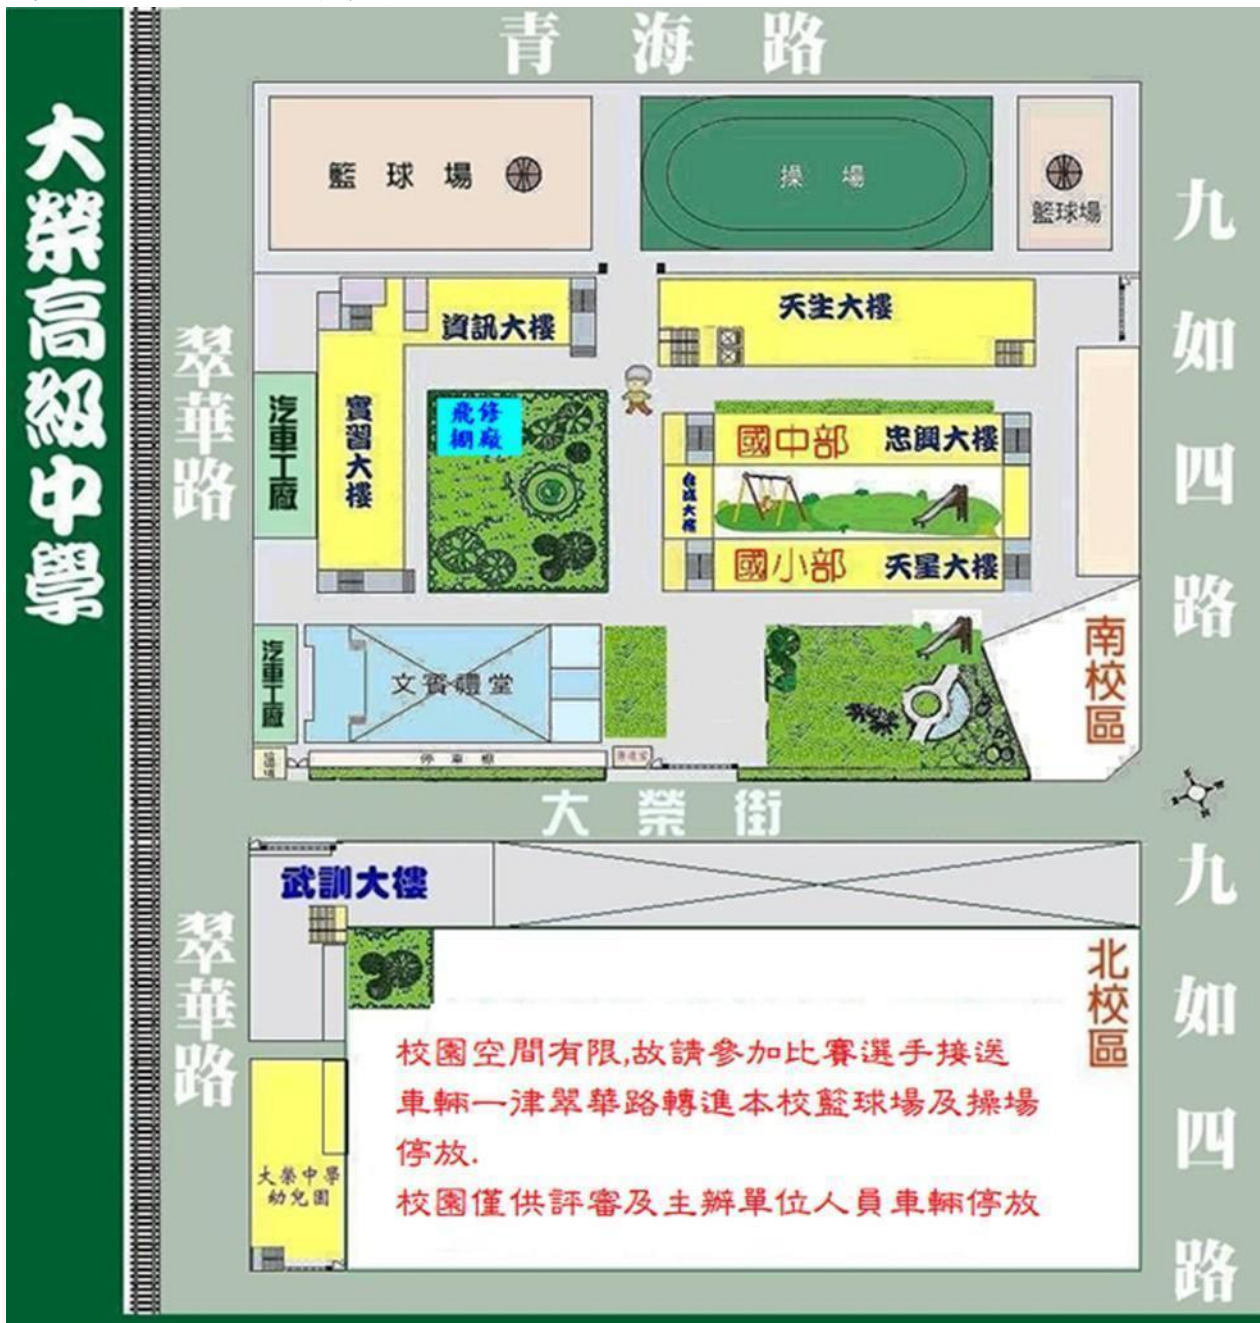 青海路
大榮高級中學
籃球場
操場
籃球場
九如四路
翠華路
資訊大樓
天生大樓
汽車工廠
實習大樓
飛修
棚廠
國中部 忠興大樓
國小部 天星大樓
汽車工廠
文賓禮堂
南校區
停車棚
大榮街
武訓大樓
翠華路
九如四路
北校區
校園空間有限,故請參加比賽選手接送
車輛一律翠華路轉進本校籃球場及操場
停放.
校園僅供評審及主辦單位人員車輛停放
大榮中學
幼兒園